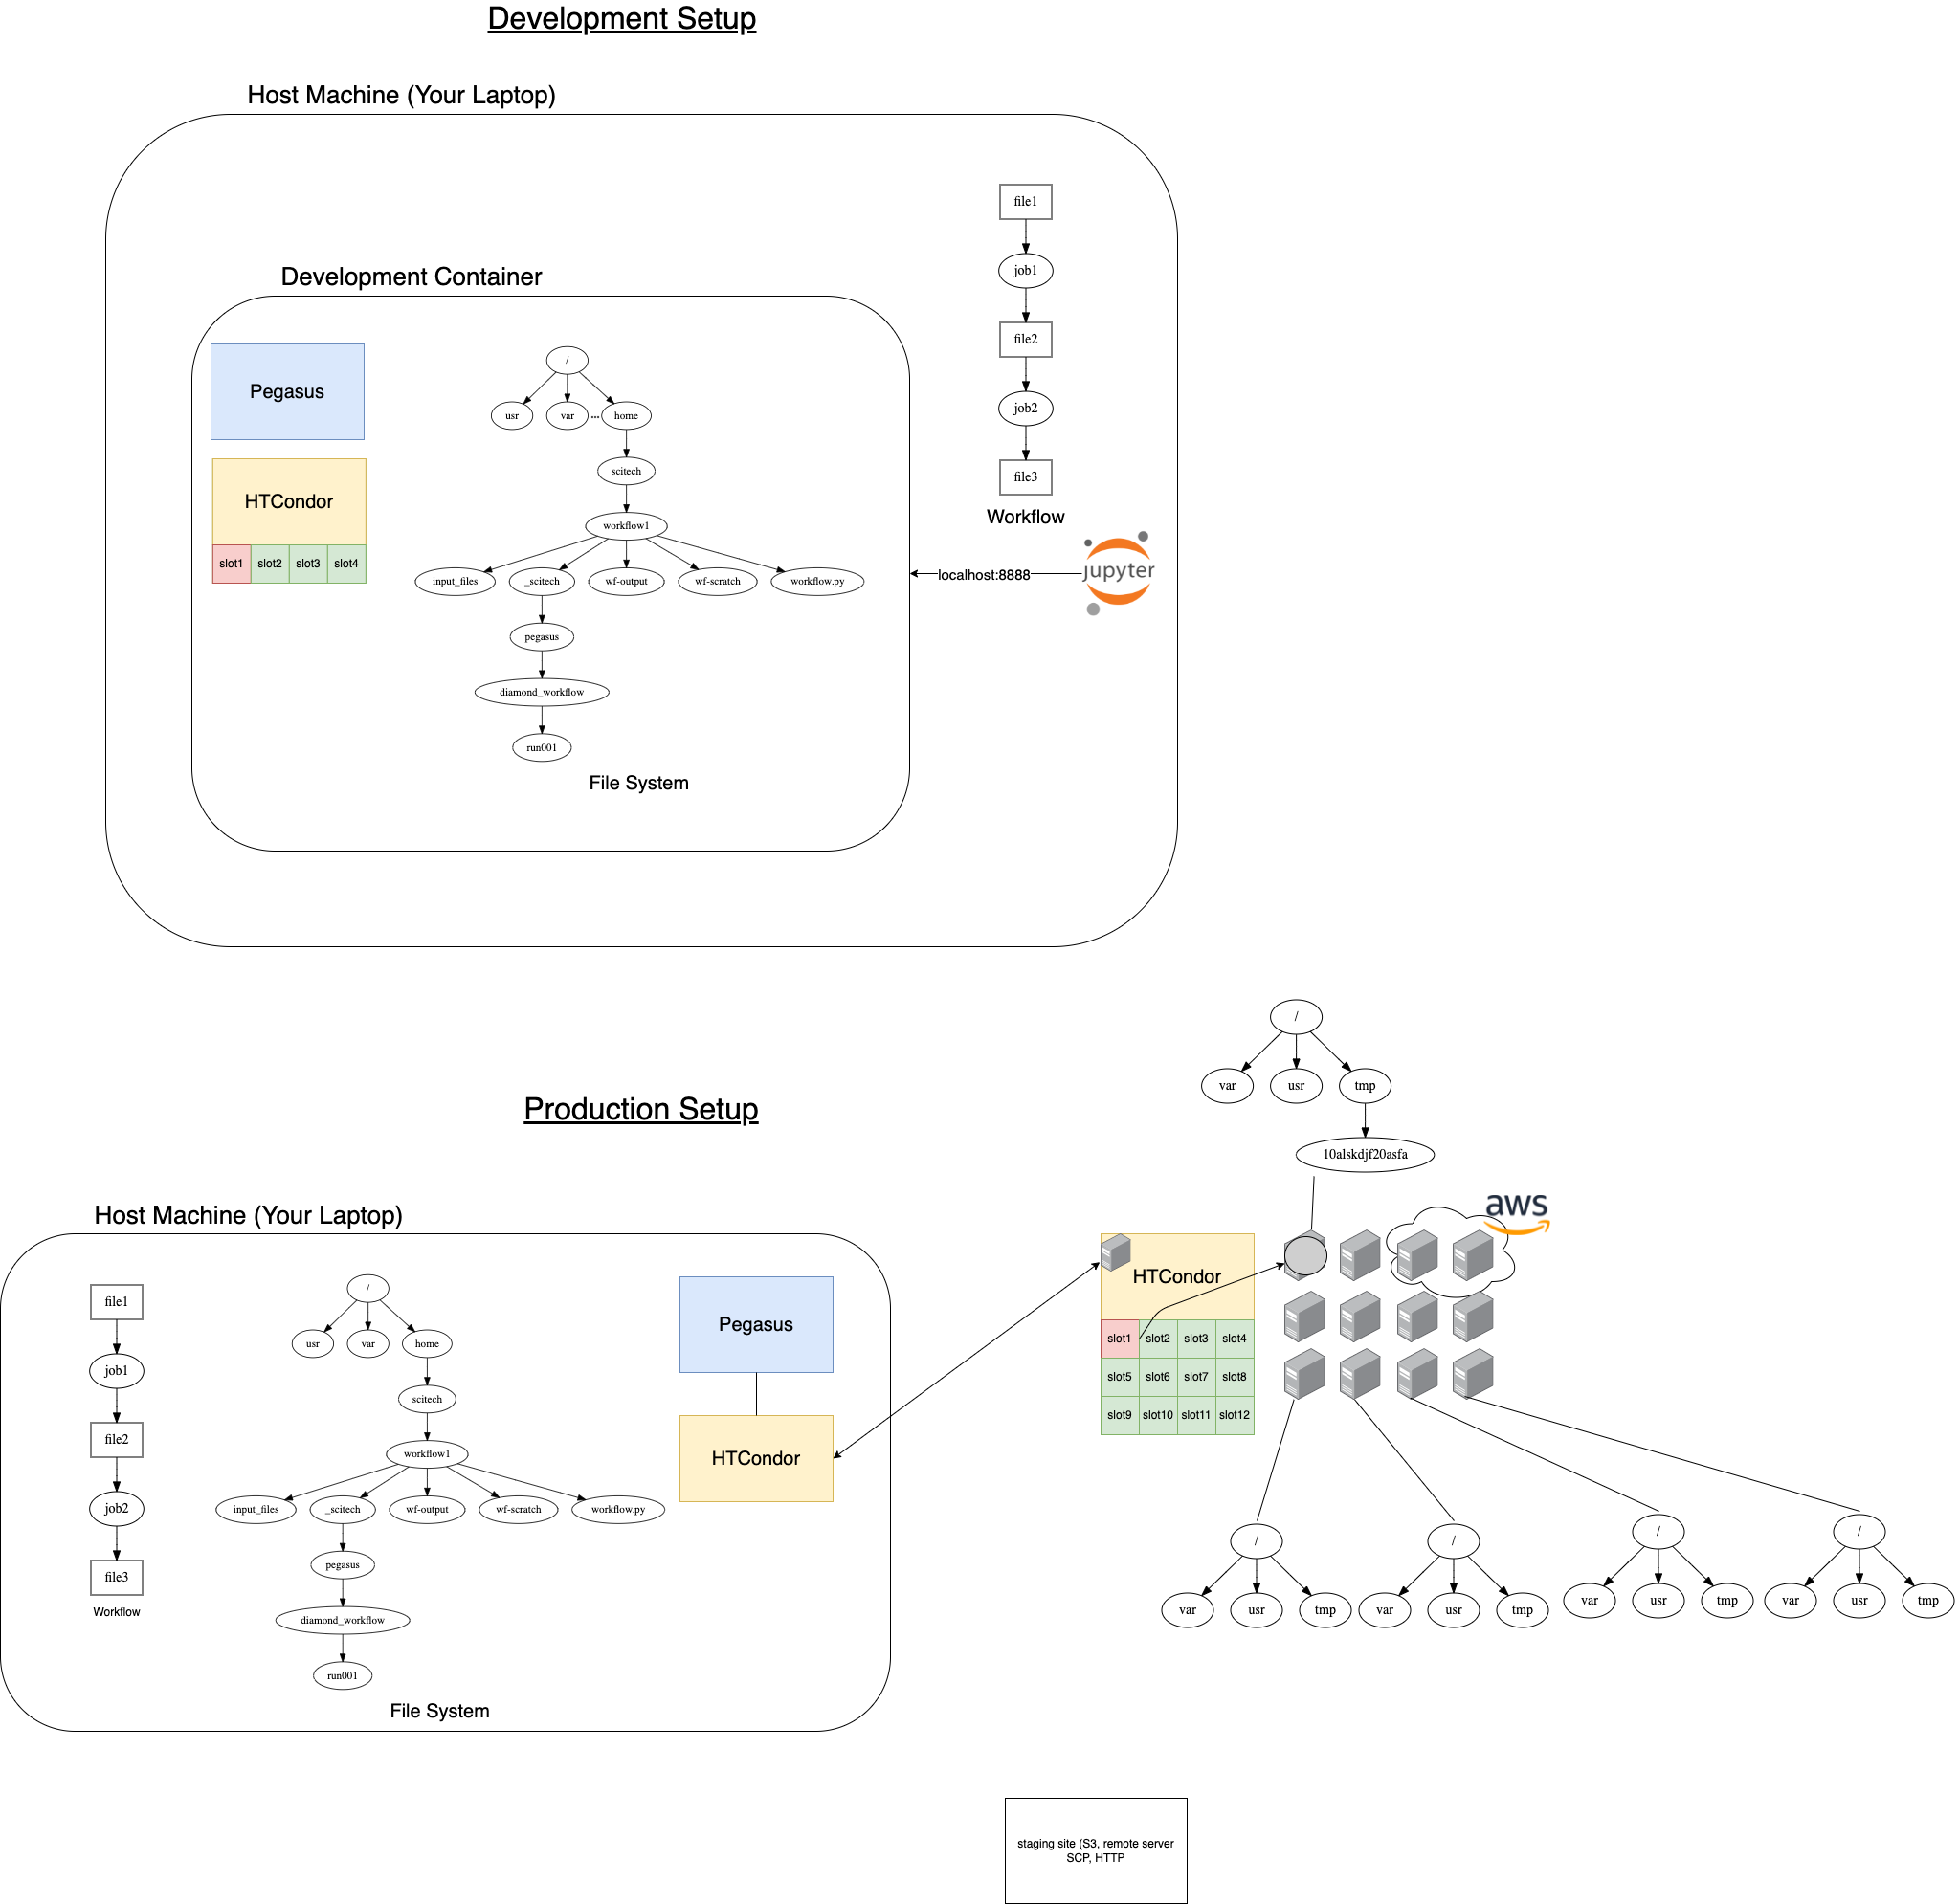 Development Setup
Host Machine (Your Laptop)
file1
job1
file2
job2
file3
Workflow
Development Container
Pegasus
HTCondor
slot1 slot2 slot3 slot4
/
usr var ... home
scitech
workflow1
input_files _scitech wf-output wf-scratch workflow.py
pegasus
diamond_workflow
run001
File System
localhost:8888
jupyter
Production Setup
Host Machine (Your Laptop)
file1
job1
file2
job2
file3
Workflow
/
usr var home
scitech
workflow1
input_files _scitech wf-output wf-scratch workflow.py
pegasus
diamond_workflow
run001
File System
Pegasus
HTCondor
/
var usr tmp
10alskdjf20asfa
aws
HTCondor
slot1 slot2 slot3 slot4
slot5 slot6 slot7 slot8
slot9 slot10 slot11 slot12
/
var usr tmp
/
var usr tmp
/
var usr tmp
/
var usr tmp
staging site (S3, remote server
SCP, HTTP